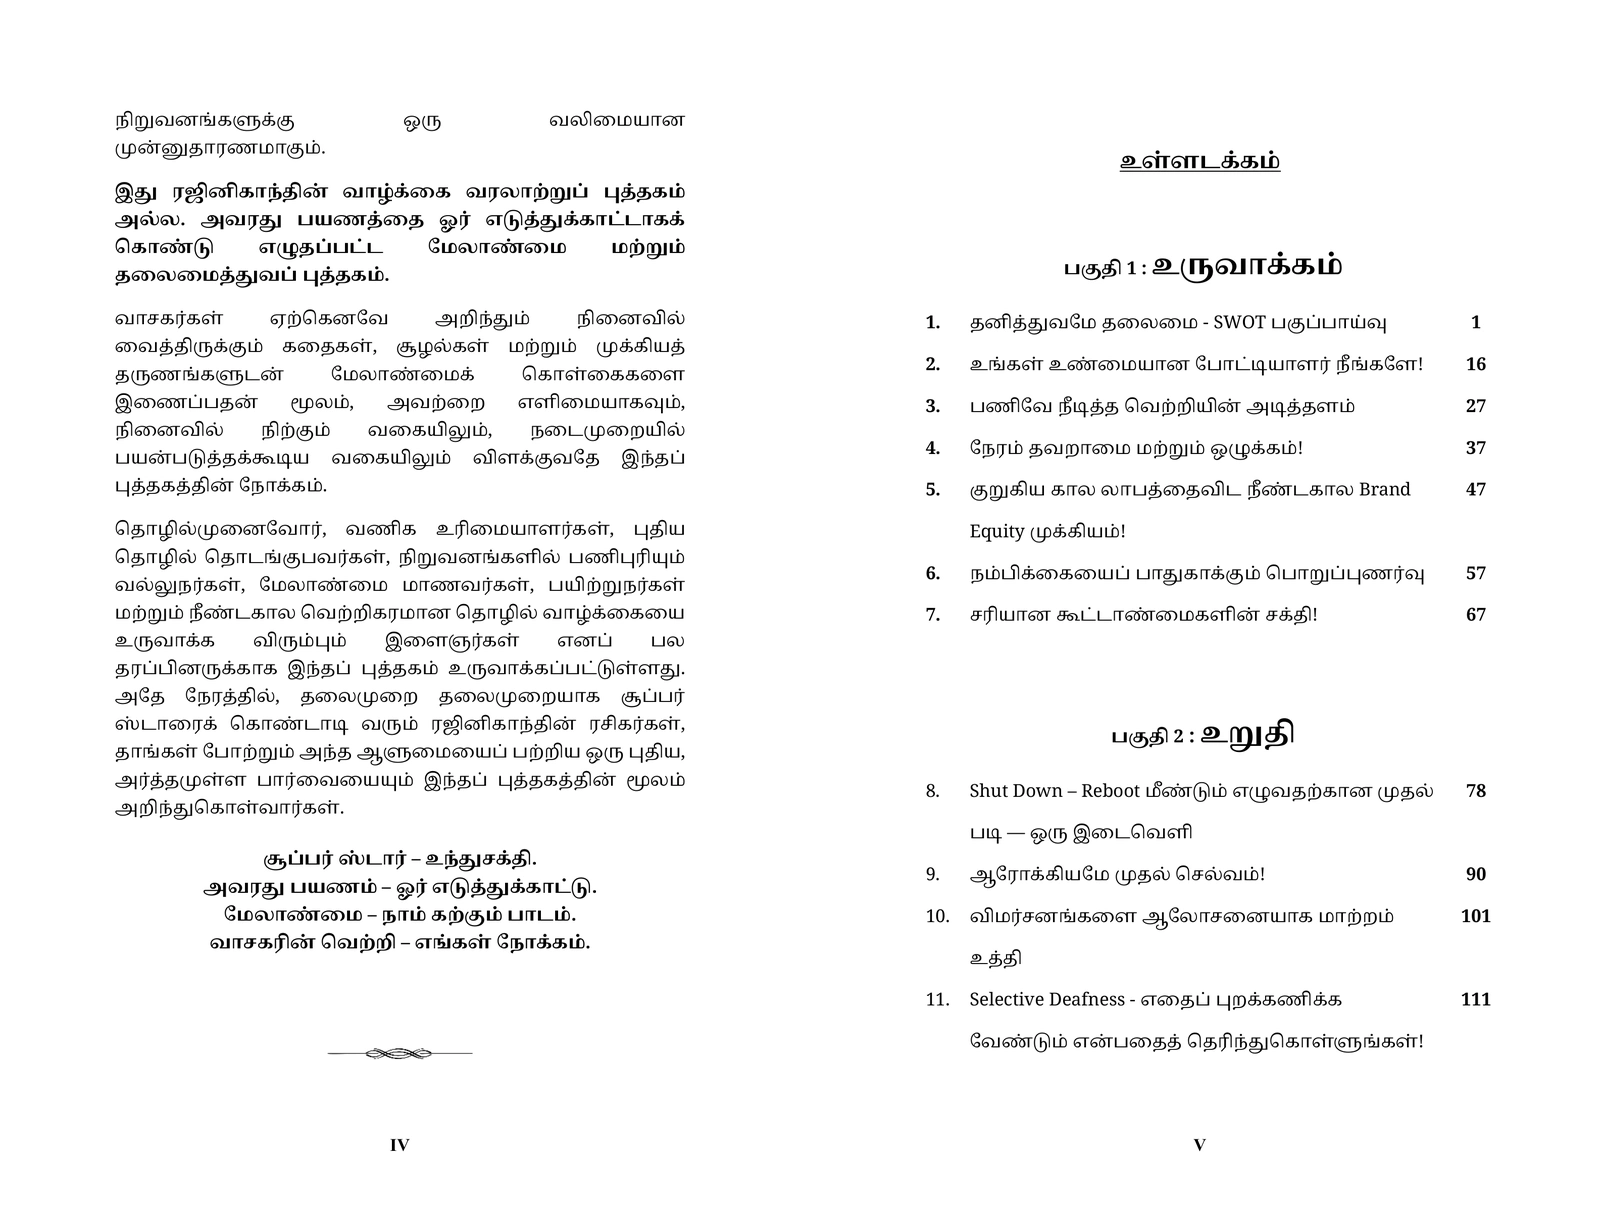 நிறுவனங்களுக்கு ஒரு வலிமையான
முன்னுதாரணமாகும்.
இது ரஜினிகாந்தின் வாழ்க்கை வரலாற்றுப் புத்தகம்
அல்ல. அவரது பயணத்தை ஓர் எடுத்துக்காட்டாகக்
கொண்டு எழுதப்பட்ட மேலாண்மை மற்றும்
தலைமைத்துவப் புத்தகம்.
வாசகர்கள் ஏற்கெனவே அறிந்தும் நினைவில்
வைத்திருக்கும் கதைகள், சூழல்கள் மற்றும் முக்கியத்
தருணங்களுடன் மேலாண்மைக் கொள்கைகளை
இணைப்பதன் மூலம், அவற்றை எளிமையாகவும்,
நினைவில் நிற்கும் வகையிலும், நடைமுறையில்
பயன்படுத்தக்கூடிய வகையிலும் விளக்குவதே இந்தப்
புத்தகத்தின் நோக்கம்.
தொழில்முனைவோர், வணிக உரிமையாளர்கள், புதிய
தொழில் தொடங்குபவர்கள், நிறுவனங்களில் பணிபுரியும்
வல்லுநர்கள், மேலாண்மை மாணவர்கள், பயிற்றுநர்கள்
மற்றும் நீண்டகால வெற்றிகரமான தொழில் வாழ்க்கையை
உருவாக்க விரும்பும் இளைஞர்கள் எனப் பல
தரப்பினருக்காக இந்தப் புத்தகம் உருவாக்கப்பட்டுள்ளது.
அதே நேரத்தில், தலைமுறை தலைமுறையாக சூப்பர்
ஸ்டாரைக் கொண்டாடி வரும் ரஜினிகாந்தின் ரசிகர்கள்,
தாங்கள் போற்றும் அந்த ஆளுமையைப் பற்றிய ஒரு புதிய,
அர்த்தமுள்ள பார்வையையும் இந்தப் புத்தகத்தின் மூலம்
அறிந்துகொள்வார்கள்.
சூப்பர் ஸ்டார் – உந்துசக்தி.
அவரது பயணம் – ஓர் எடுத்துக்காட்டு.
மேலாண்மை – நாம் கற்கும் பாடம்.
வாசகரின் வெற்றி – எங்கள் நோக்கம்.
IV
உள்ளடக்கம்
பகுதி 1 : உருவாக்கம்
1. தனித்துவமே தலைமை - SWOT பகுப்பாய்வு 1
2. உங்கள் உண்மையான போட்டியாளர் நீங்களே! 16
3. பணிவே நீடித்த வெற்றியின் அடித்தளம் 27
4. நேரம் தவறாமை மற்றும் ஒழுக்கம்! 37
5. குறுகிய கால லாபத்தைவிட நீண்டகால Brand 47
Equity முக்கியம்!
6. நம்பிக்கையைப் பாதுகாக்கும் பொறுப்புணர்வு 57
7. சரியான கூட்டாண்மைகளின் சக்தி! 67
பகுதி 2 : உறுதி
8. Shut Down – Reboot மீண்டும் எழுவதற்கான முதல் 78
படி — ஒரு இடைவெளி
9. ஆரோக்கியமே முதல் செல்வம்! 90
10. விமர்சனங்களை ஆலோசனையாக மாற்றம் 101
உத்தி
11. Selective Deafness - எதைப் புறக்கணிக்க 111
வேண்டும் என்பதைத் தெரிந்துகொள்ளுங்கள்!
V